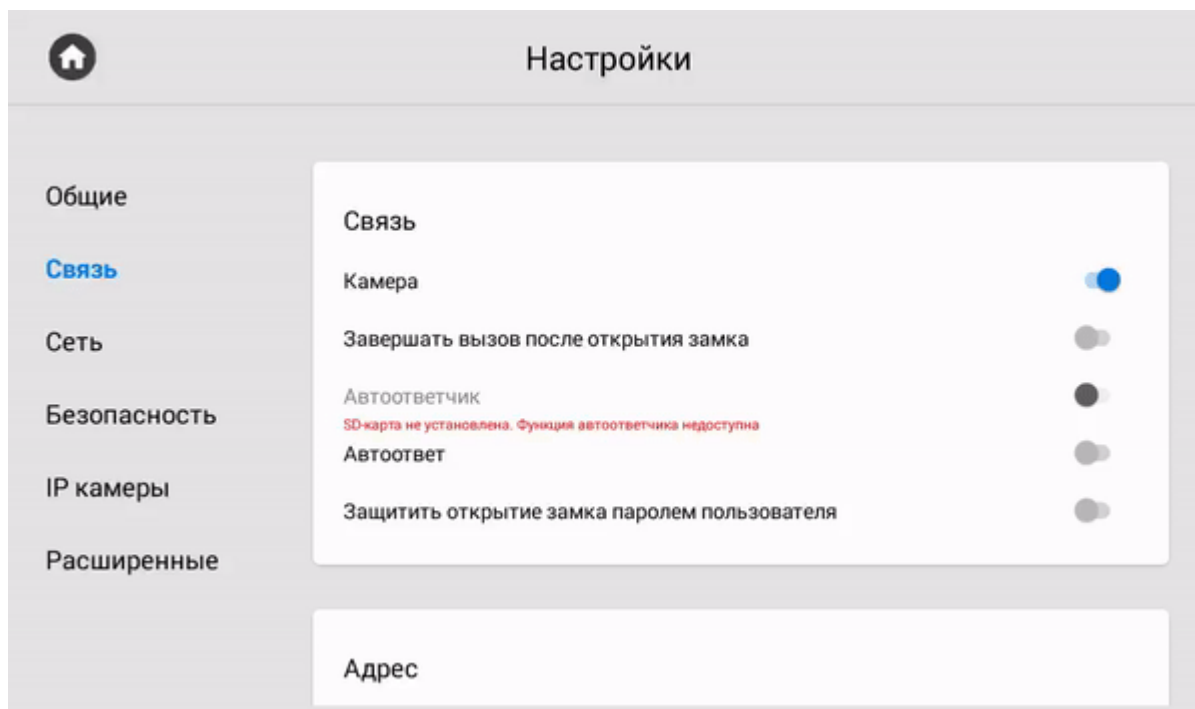 Настройки
Общие
Связь
Сеть
Безопасность
IP камеры
Расширенные
Связь
Камера
Завершать вызов после открытия замка
Автоответчик
SD-карта не установлена. Функция автоответчика недоступна
Автоответ
Защитить открытие замка паролем пользователя
Адрес